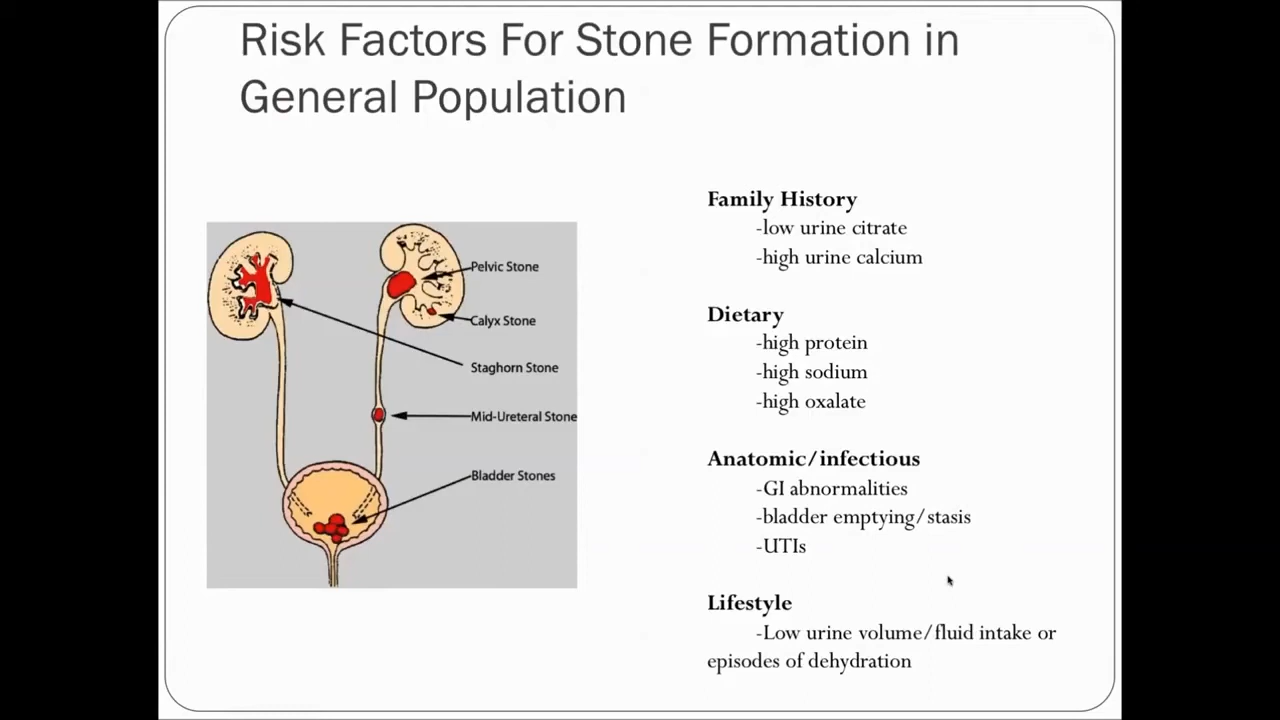 Risk Factors For Stone Formation in
General Population
Pelvic Stone
Calyx Stone
Staghorn Stone
Mid-Ureteral Stone
Bladder Stones
Family History
-low urine citrate
-high urine calcium
Dietary
-high protein
-high sodium
-high oxalate
Anatomic/infectious
-GI abnormalities
-bladder emptying/stasis
-UTIs
Lifestyle
-Low urine volume/fluid intake or
episodes of dehydration